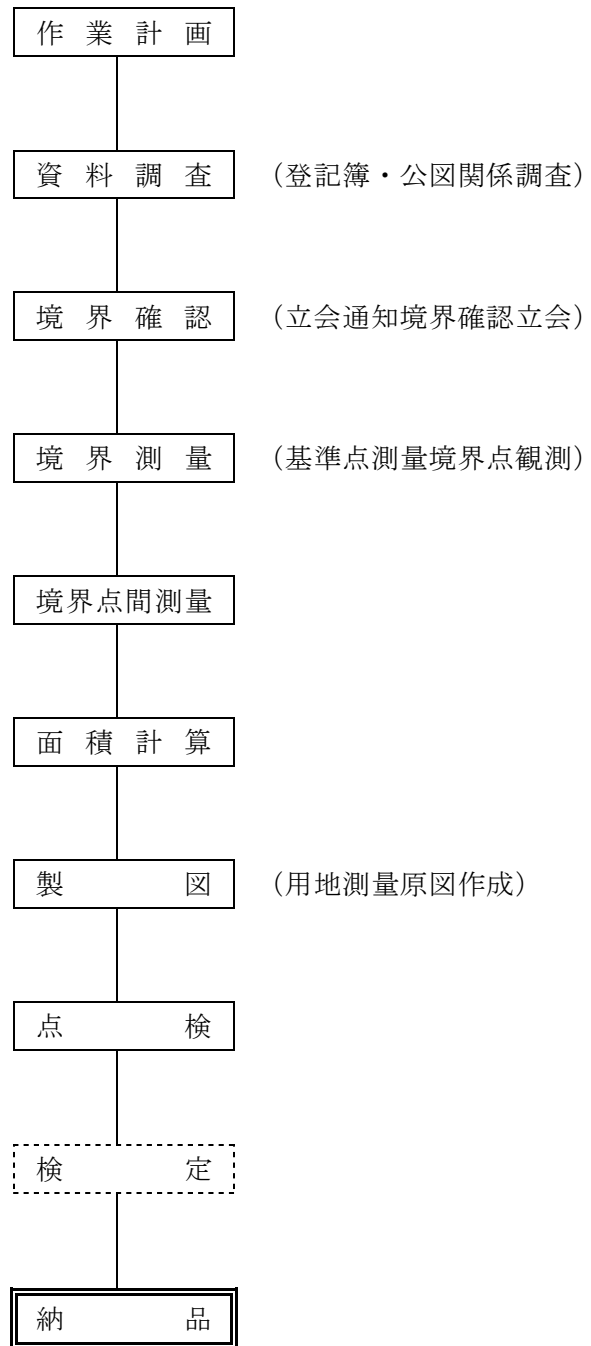 作業計画
資料調査 （登記簿・公図関係調査）
境界確認 （立会通知境界確認立会）
境界測量 （基準点測量境界点観測）
境界点間測量
面積計算
製図 （用地測量原図作成）
点検
検定
納品